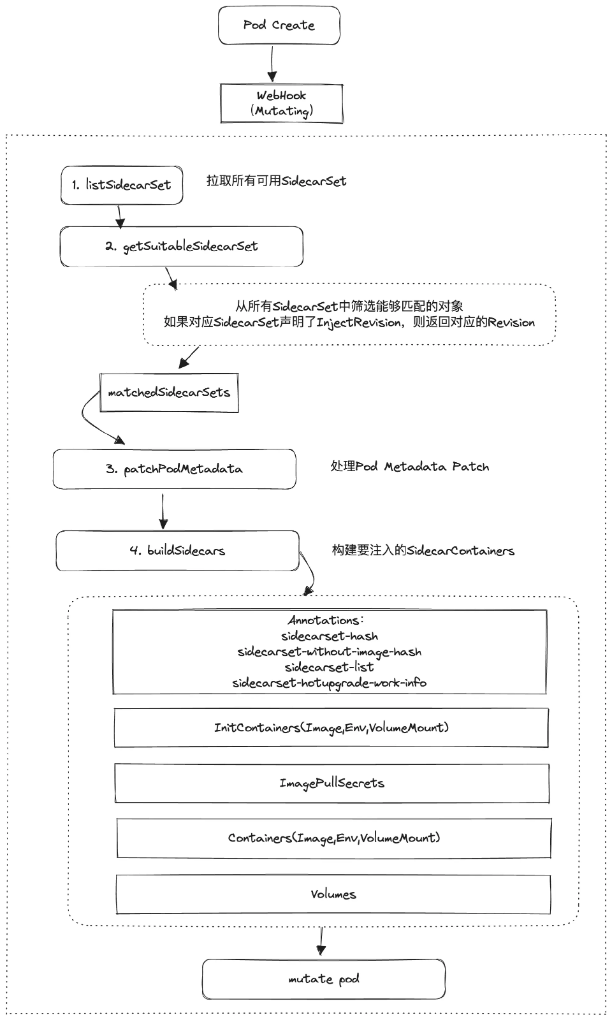 Pod Create
WebHook
(Mutating)
1. listSidecarSet
拉取所有可用SidecarSet
2. getSuitableSidecarSet
从所有SidecarSet中筛选能够匹配的对象
如果对应SidecarSet声明了InjectRevision，则返回对应的Revision
matchedSidecarSets
3. patchPodMetadata
处理Pod Metadata Patch
4. buildSidecars
构建要注入的SidecarContainers
Annotations:
sidecarset-hash
sidecarset-without-image-hash
sidecarset-list
sidecarset-hotupgrade-work-info
InitContainers(Image,Env,VolumeMount)
ImagePullSecrets
Containers(Image,Env,VolumeMount)
Volumes
mutate pod